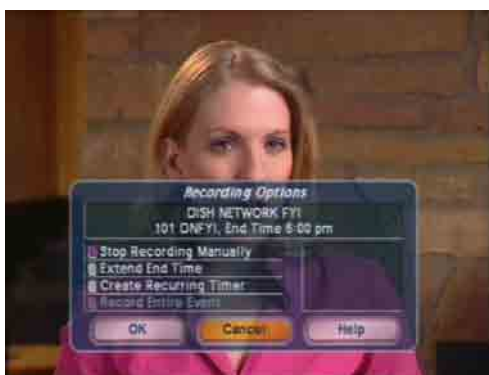 Recording Options
DISH NETWORK FYI
101 DNFYI, End Time 6:00 pm
Stop Recording Manually
Extend End Time
Create Recurring Timer
Record Entire Event
OK Cancel Help